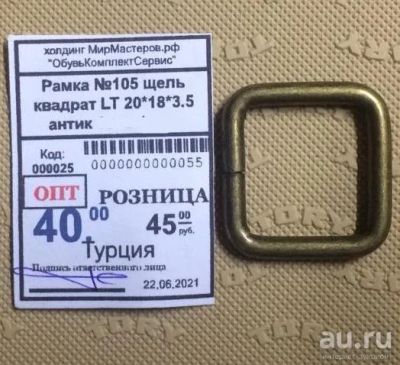 холдинг МирМастеров.рф
"ОбувьКомплектСервис"
Рамка №105 щель
квадрат LT 20*18*3.5
антик
Код:
000025
0000000000055
ОПТ
РОЗНИЦА
40.00
45 00
руб.
Турция
Подпись ответственного лица
22.06.2021
TORY
au.ru